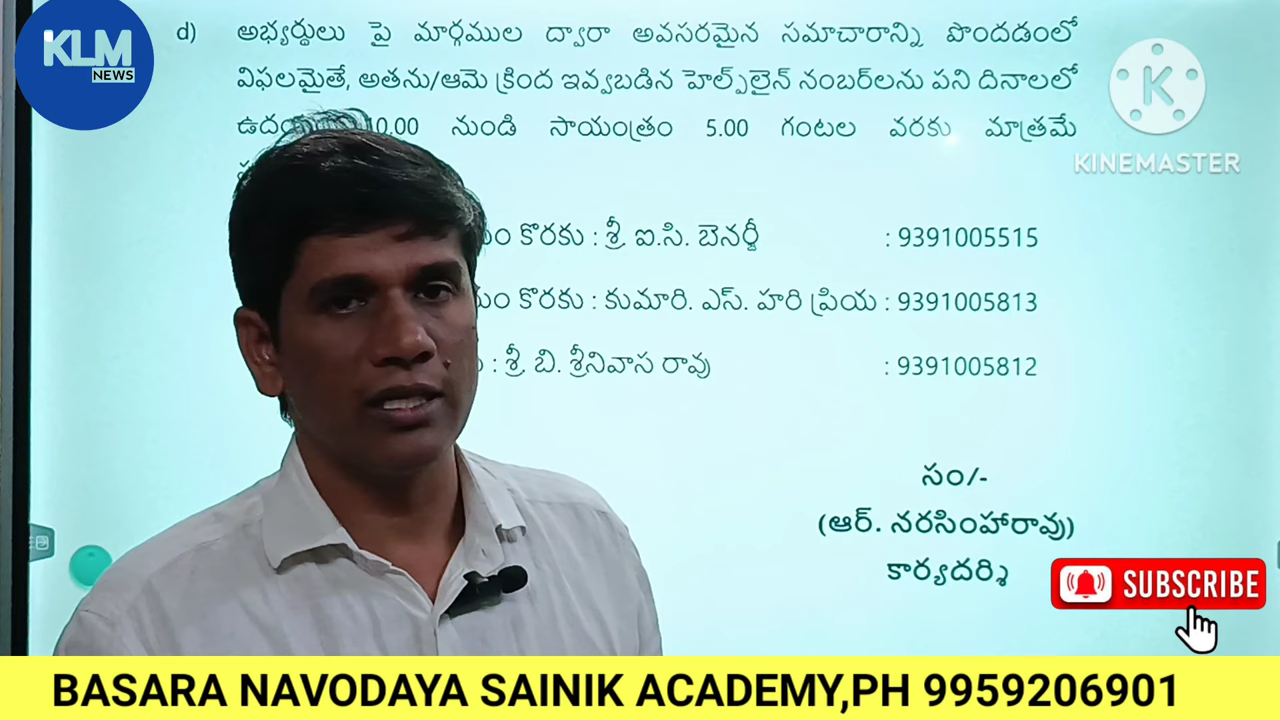 KLM
NEWS
d) అభ్యర్థులు పై మార్గముల ద్వారా అవసరమైన సమాచారాన్ని పొందడంలో
విఫలమైతే, అతను/ఆమె క్రింద ఇవ్వబడిన హెల్ప్‌లైన్ నంబర్‌లను పని దినాలలో
10.00 నుండి సాయంత్రం 5.00 గంటల వరకు మాత్రమే
కొరకు : శ్రీ. ఐ.సి. బెనర్జీ : 9391005515
కొరకు : కుమారి. ఎస్. హరి ప్రియ : 9391005813
: శ్రీ. బి. శ్రీనివాస రావు : 9391005812
సం/-
(ఆర్. నరసింహారావు)
కార్యదర్శి
K
KINEMASTER
SUBSCRIBE
BASARA NAVODAYA SAINIK ACADEMY,PH 9959206901